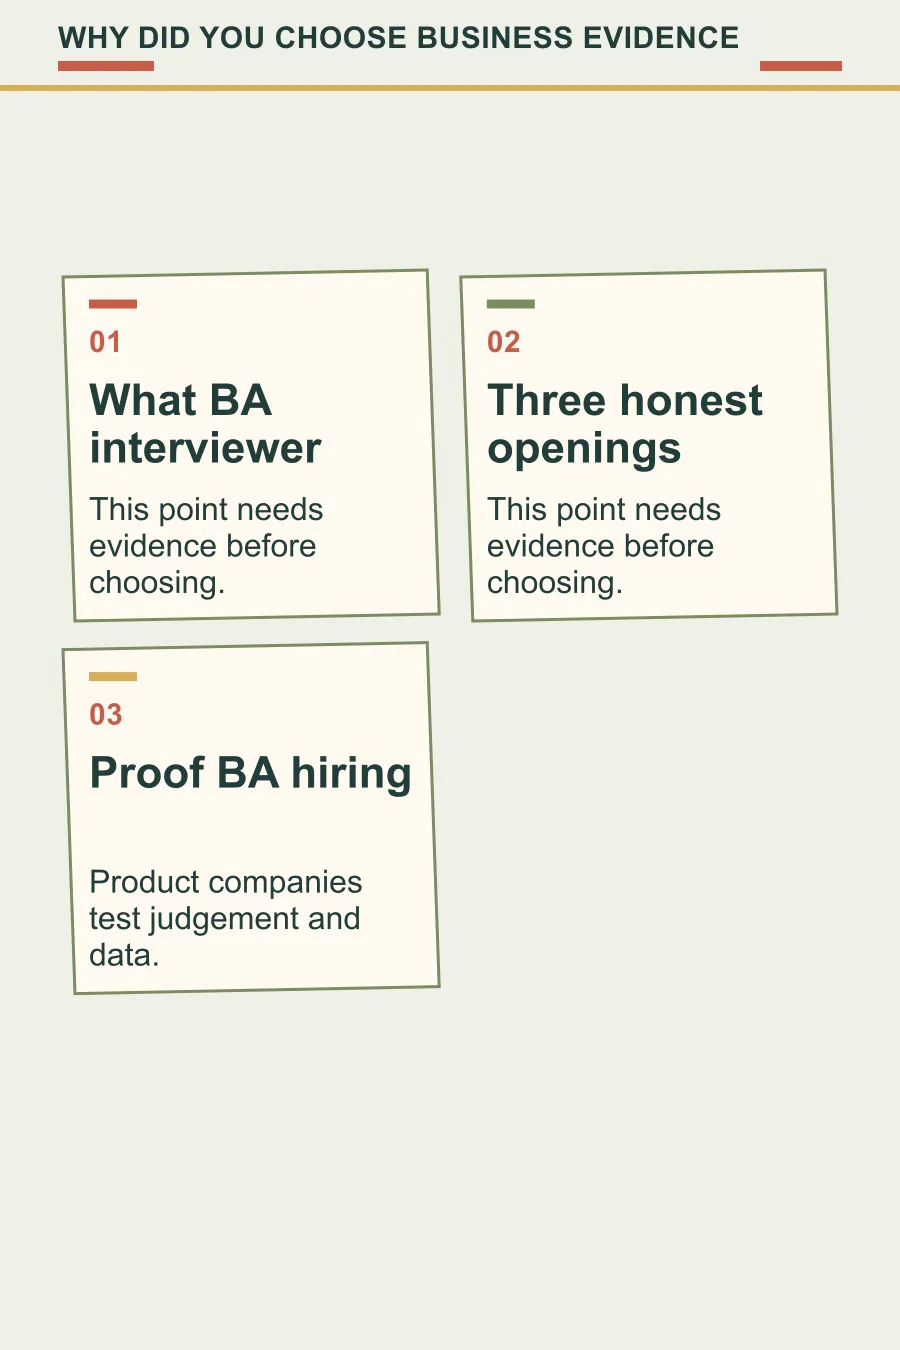 WHY DID YOU CHOOSE BUSINESS EVIDENCE
01
What BA
interviewer
This point needs
evidence before
choosing.
02
Three honest
openings
This point needs
evidence before
choosing.
03
Proof BA hiring
Product companies
test judgement and
data.